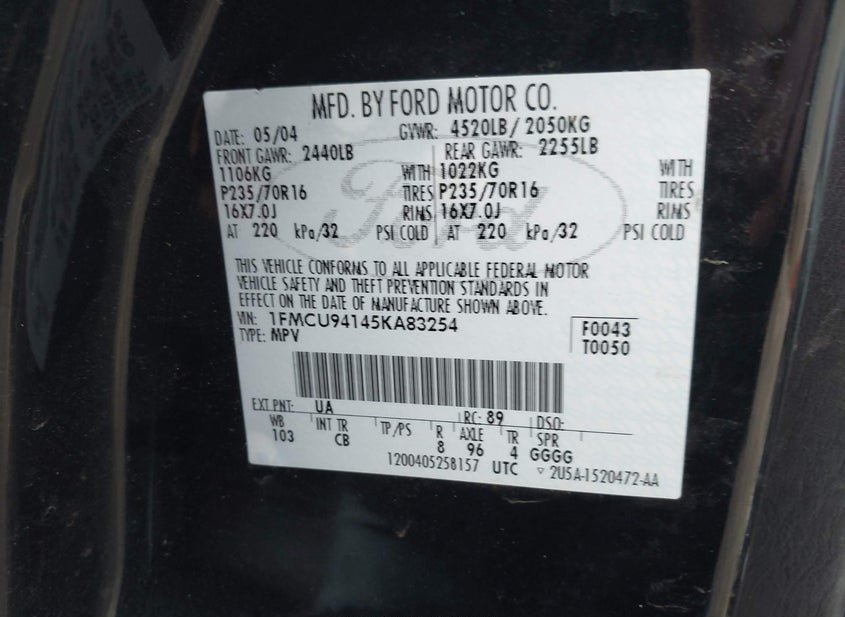 MFD. BY FORD MOTOR CO.
DATE: 05/04 GVWR: 4520LB/ 2050KG
FRONT GAWR: 2440LB REAR GAWR: 2255LB
1106KG WITH 1022KG WITH
P235/70R16 TIRES P235/70R16 TIRES
16X7.0J RIMS 16X7.0J RIMS
AT 220 kPa/32 PSI COLD AT 220 kPa/32 PSI COLD
Ford
THIS VEHICLE CONFORMS TO ALL APPLICABLE FEDERAL MOTOR
VEHICLE SAFETY AND THEFT PREVENTION STANDARDS IN
EFFECT ON THE DATE OF MANUFACTURE SHOWN ABOVE.
VIN: 1FMCU94145KA83254 F0043
TYPE: MPV T0050
EXT PNT: UA RC: 89 DSO:
WB INT TR TP/PS R AXLE TR SPR
103 CB 8 96 4 GGGG
1200405258157 UTC ▽ 2U5A-1520472-AA